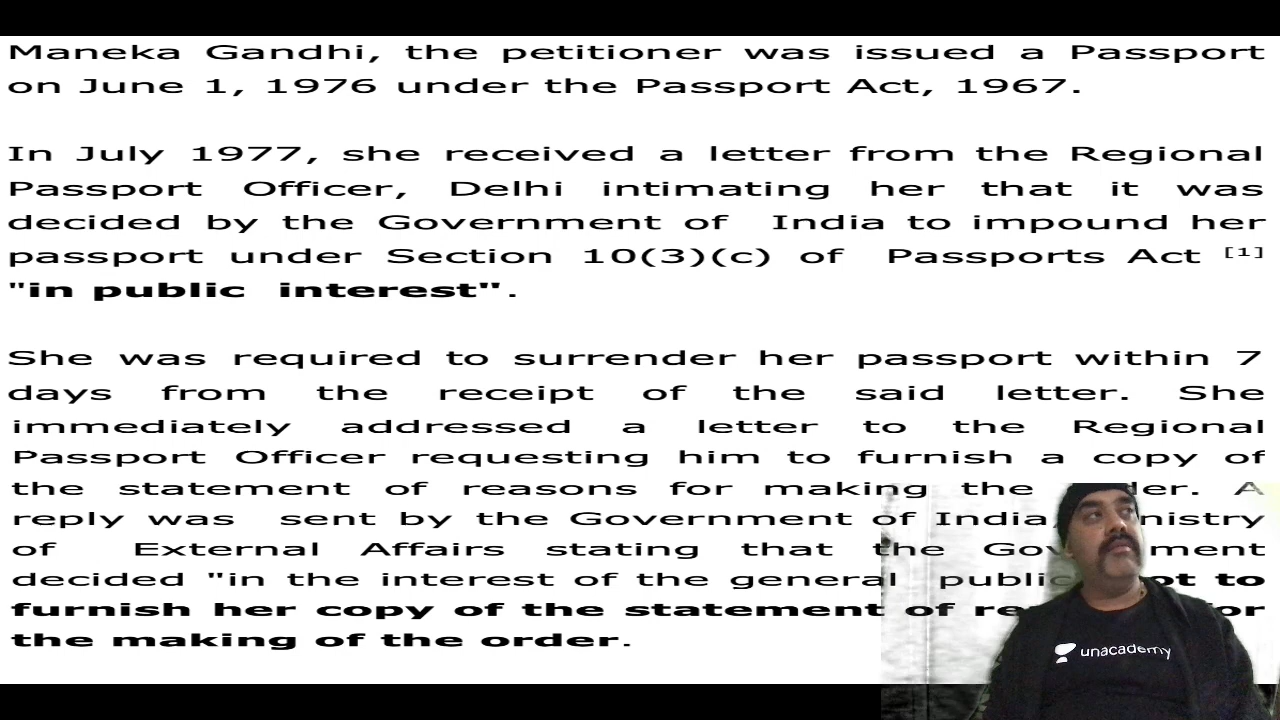 Maneka Gandhi, the petitioner was issued a Passport
on June 1, 1976 under the Passport Act, 1967.
In July 1977, she received a letter from the Regional
Passport Officer, Delhi intimating her that it was
decided by the Government of India to impound her
passport under Section 10(3)(c) of Passports Act [1]
"in public interest".
She was required to surrender her passport within 7
days from the receipt of the said letter. She
immediately addressed a letter to the Regional
Passport Officer requesting him to furnish a copy of
the statement of reasons for making the A
reply was sent by the Government of India
of External Affairs stating that the
decided "in the interest of the general public to
furnish her copy of the statement of
the making of the order.
unacademy